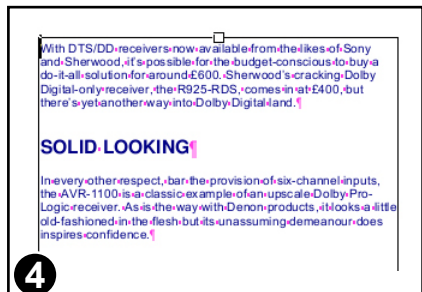 With DTS/DD receivers now available from the likes of Sony
and Sherwood, it's possible for the budget-conscious to buy a
do-it-all solution for around £600. Sherwood's cracking Dolby
Digital-only receiver, the R925-RDS, comes in at £400, but
there's yet another way into Dolby Digital land.¶
SOLID LOOKING¶
In every other respect, bar the provision of six-channel inputs,
the AVR-1100 is a classic example of an upscale Dolby Pro-
Logic receiver. As is the way with Denon products, it looks a little
old-fashioned in the flesh but its unassuming demeanour does
inspires confidence.¶
4